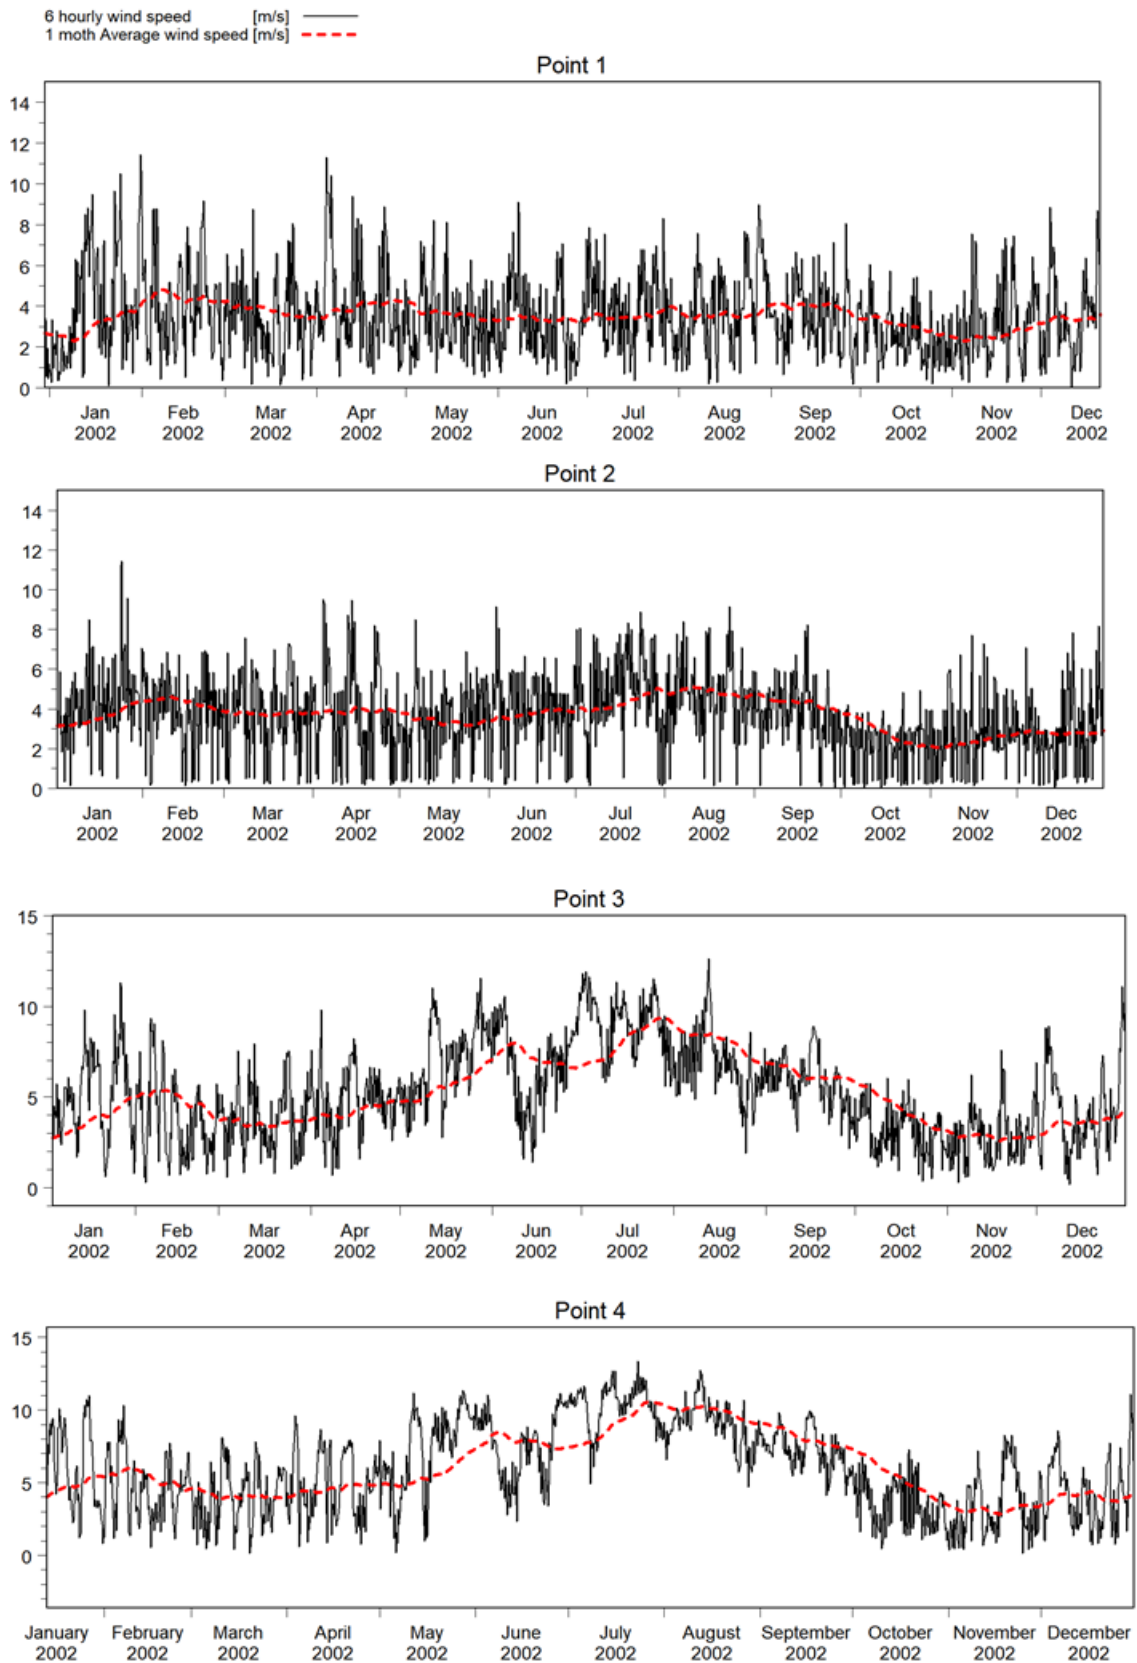 6 hourly wind speed [m/s]
1 moth Average wind speed [m/s]
Point 1
14
12
10
8
6
4
2
0
Jan Feb Mar Apr May Jun Jul Aug Sep Oct Nov Dec
2002 2002 2002 2002 2002 2002 2002 2002 2002 2002 2002 2002
Point 2
14
12
10
8
6
4
2
0
Jan Feb Mar Apr May Jun Jul Aug Sep Oct Nov Dec
2002 2002 2002 2002 2002 2002 2002 2002 2002 2002 2002 2002
Point 3
15
10
5
0
Jan Feb Mar Apr May Jun Jul Aug Sep Oct Nov Dec
2002 2002 2002 2002 2002 2002 2002 2002 2002 2002 2002 2002
Point 4
15
10
5
0
January February March April May June July August September October November December
2002 2002 2002 2002 2002 2002 2002 2002 2002 2002 2002 2002